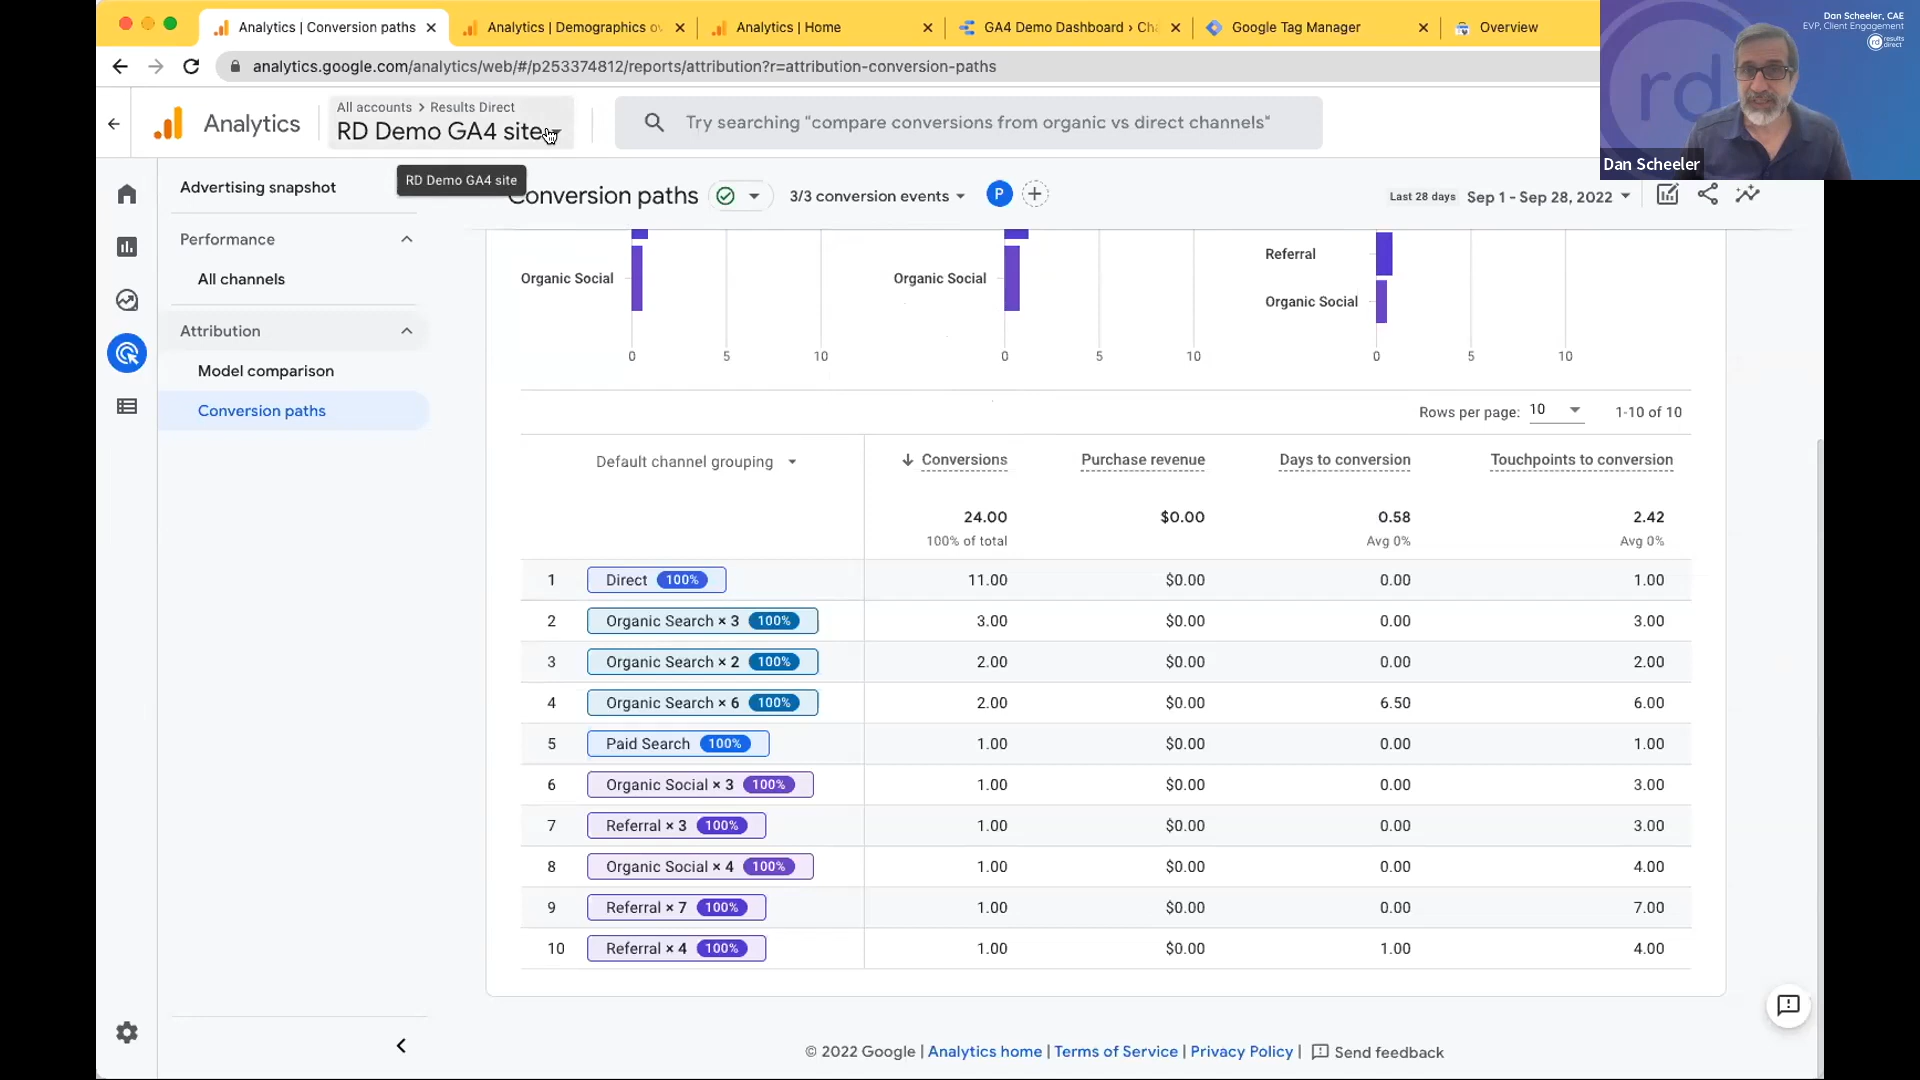 Analytics | Conversion paths
Analytics | Demographics ov
Analytics | Home
GA4 Demo Dashboard › Cha
Google Tag Manager
Overview
analytics.google.com/analytics/web/#/p253374812/reports/attribution?r=attribution-conversion-paths
Dan Scheeler, CAE
EVP, Client Engagement
rd results direct
rd
Dan Scheeler
Analytics
All accounts > Results Direct
RD Demo GA4 site
Try searching "compare conversions from organic vs direct channels"
RD Demo GA4 site
Advertising snapshot
Performance
All channels
Attribution
Model comparison
Conversion paths
Conversion paths
3/3 conversion events
P
Last 28 days Sep 1 - Sep 28, 2022
Organic Social
0 5 10
Organic Social
0 5 10
Referral
Organic Social
0 5 10
Rows per page: 10 1-10 of 10
Default channel grouping Conversions Purchase revenue Days to conversion Touchpoints to conversion
24.00 $0.00 0.58 2.42
100% of total Avg 0% Avg 0%
1 Direct 100% 11.00 $0.00 0.00 1.00
2 Organic Search × 3 100% 3.00 $0.00 0.00 3.00
3 Organic Search × 2 100% 2.00 $0.00 0.00 2.00
4 Organic Search × 6 100% 2.00 $0.00 6.50 6.00
5 Paid Search 100% 1.00 $0.00 0.00 1.00
6 Organic Social × 3 100% 1.00 $0.00 0.00 3.00
7 Referral × 3 100% 1.00 $0.00 0.00 3.00
8 Organic Social × 4 100% 1.00 $0.00 0.00 4.00
9 Referral × 7 100% 1.00 $0.00 0.00 7.00
10 Referral × 4 100% 1.00 $0.00 1.00 4.00
© 2022 Google | Analytics home | Terms of Service | Privacy Policy | Send feedback